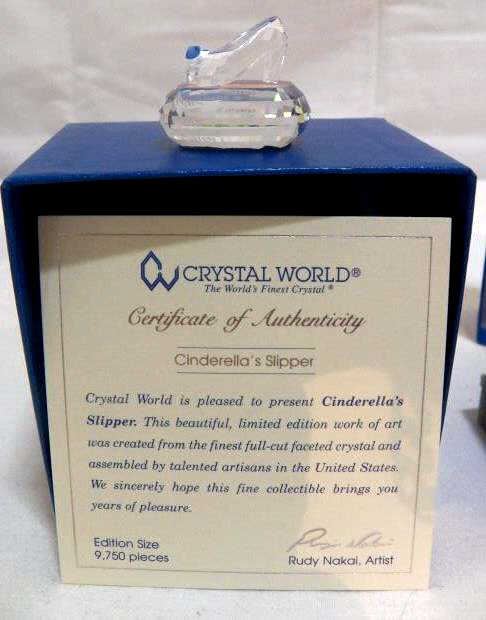 CRYSTAL WORLD®
The World's Finest Crystal ®
Certificate of Authenticity
Cinderella's Slipper
Crystal World is pleased to present Cinderella's
Slipper. This beautiful, limited edition work of art
was created from the finest full-cut faceted crystal and
assembled by talented artisans in the United States.
We sincerely hope this fine collectible brings you
years of pleasure.
Edition Size
9,750 pieces
Rudy Nakai, Artist